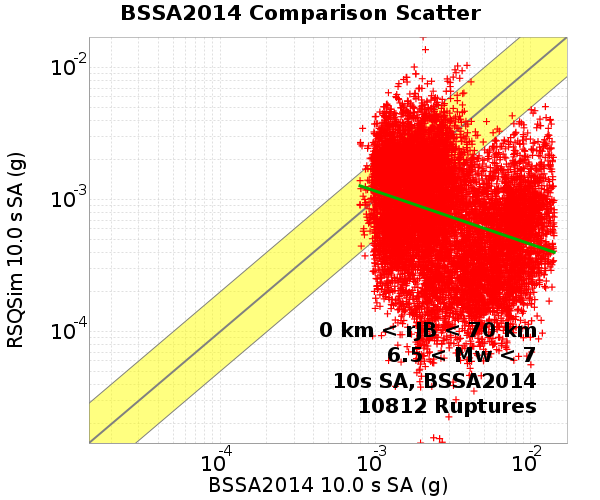 BSSA2014 Comparison Scatter
RSQSim 10.0 s SA (g)
10-2
10-3
10-4
0 km < rJB < 70 km
6.5 < Mw < 7
10s SA, BSSA2014
10812 Ruptures
10-4 10-3 10-2
BSSA2014 10.0 s SA (g)